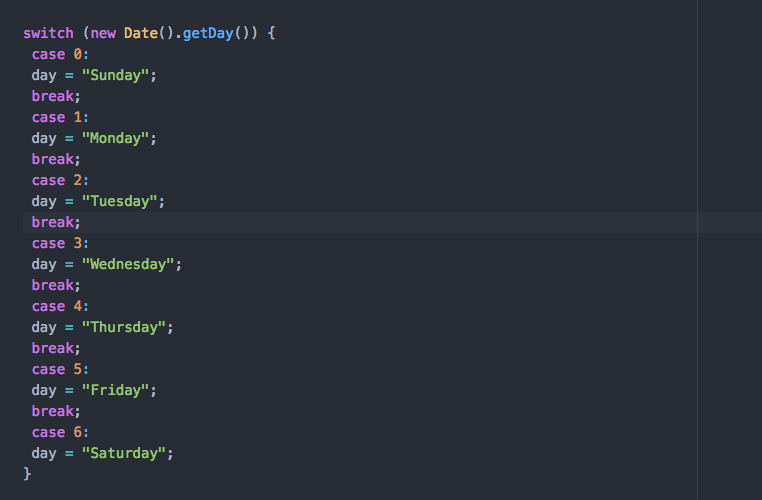 switch (new Date().getDay()) {
case 0:
day = "Sunday";
break;
case 1:
day = "Monday";
break;
case 2:
day = "Tuesday";
break;
case 3:
day = "Wednesday";
break;
case 4:
day = "Thursday";
break;
case 5:
day = "Friday";
break;
case 6:
day = "Saturday";
}